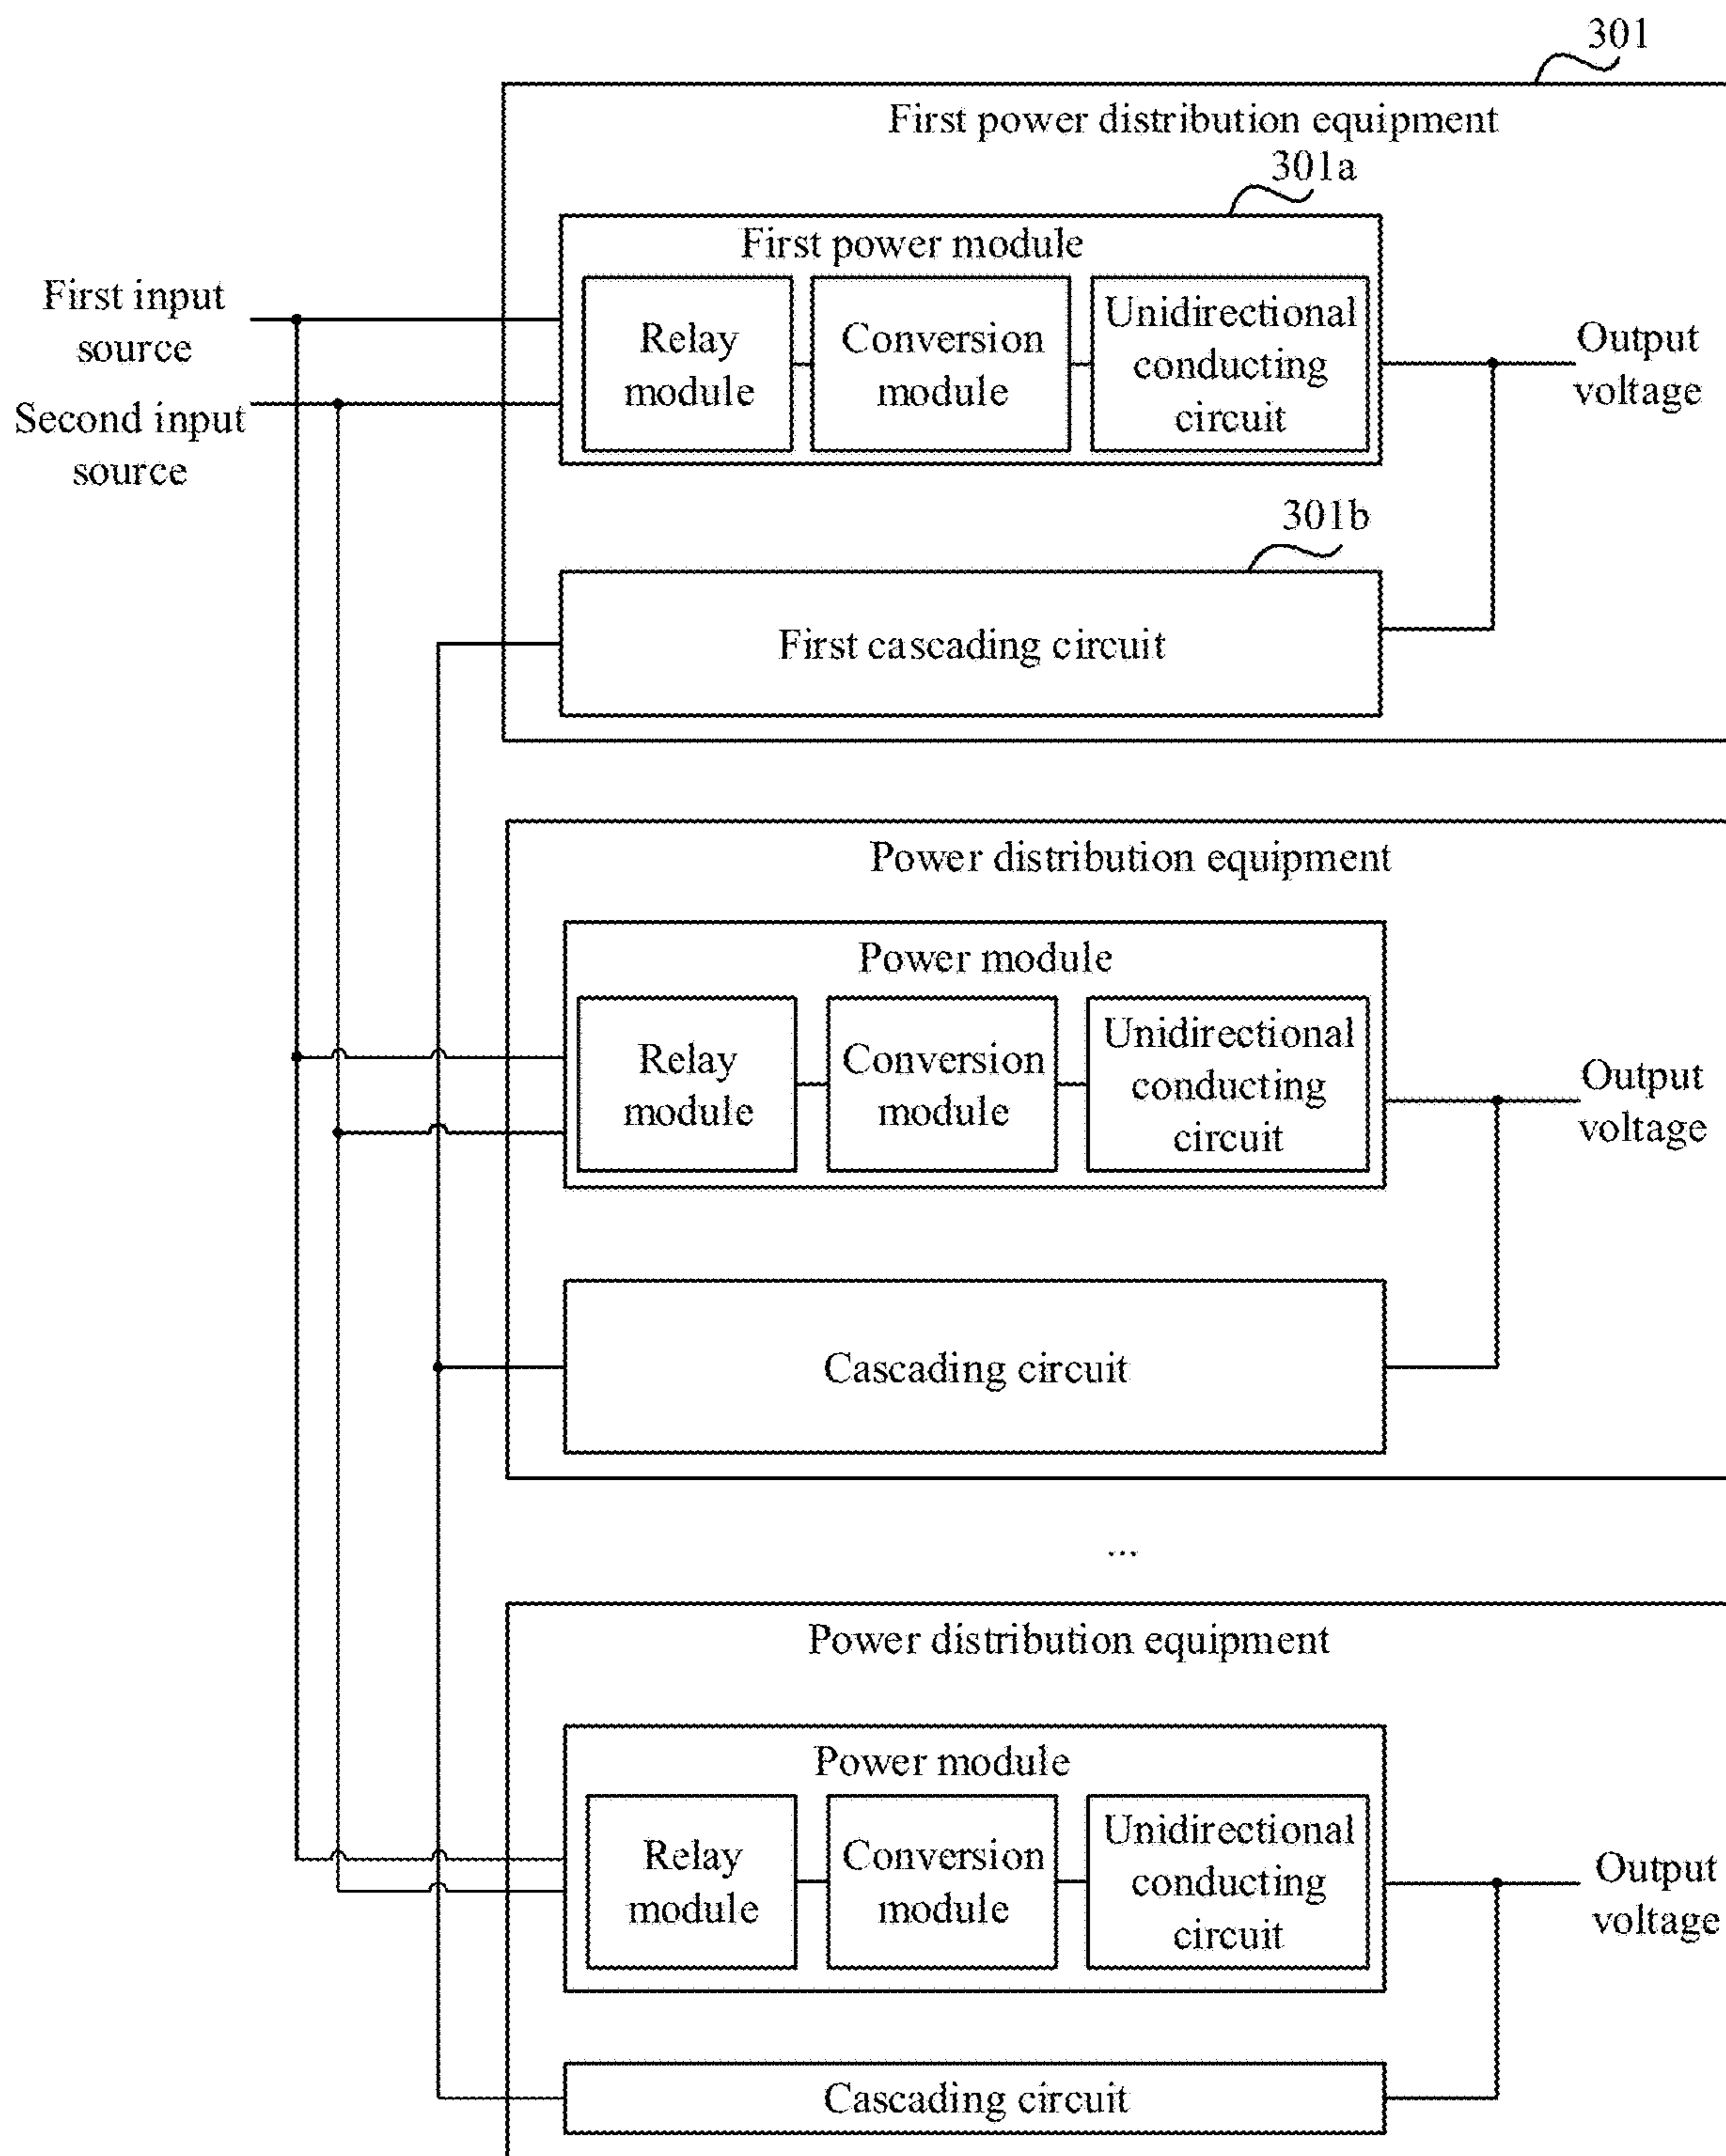 301
First power distribution equipment
301a
First power module
First input
source
Second input
source
Relay
module
Conversion
module
Unidirectional
conducting
circuit
Output
voltage
301b
First cascading circuit
Power distribution equipment
Power module
Relay
module
Conversion
module
Unidirectional
conducting
circuit
Output
voltage
Cascading circuit
...
Power distribution equipment
Power module
Relay
module
Conversion
module
Unidirectional
conducting
circuit
Output
voltage
Cascading circuit